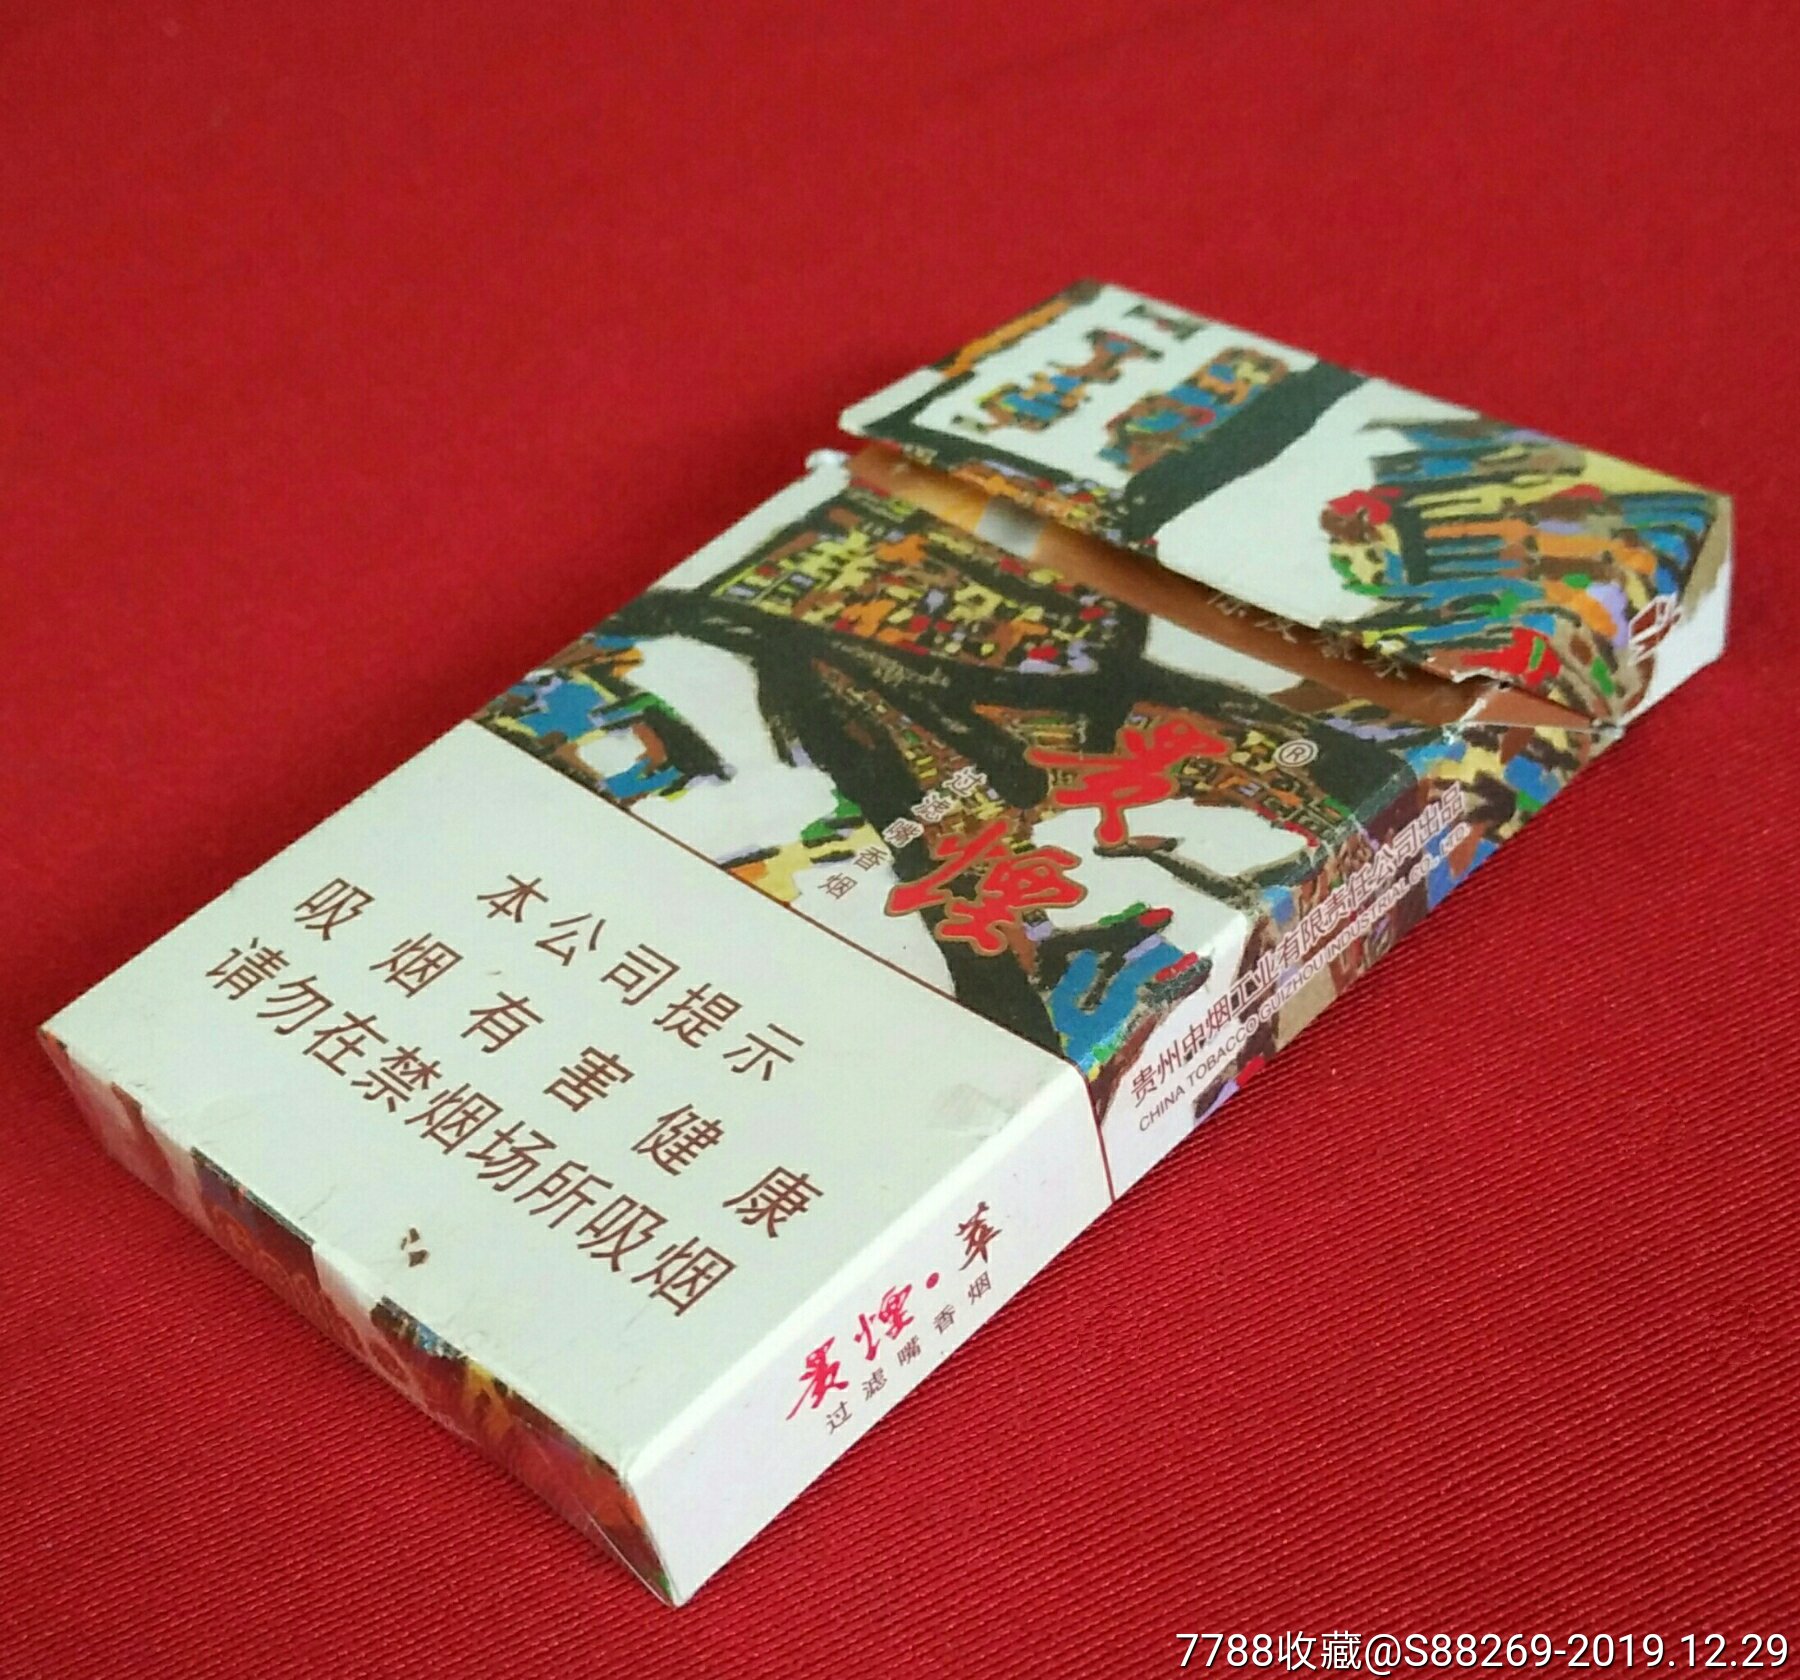 贵煙®
过滤嘴香烟
本公司提示
吸烟有害健康
请勿在禁烟场所吸烟
贵州中烟工业有限责任公司出品
CHINA TOBACCO GUIZHOU INDUSTRIAL CO., LTD.
贵煙·萃
过滤嘴香烟
7788收藏@S88269-2019.12.29